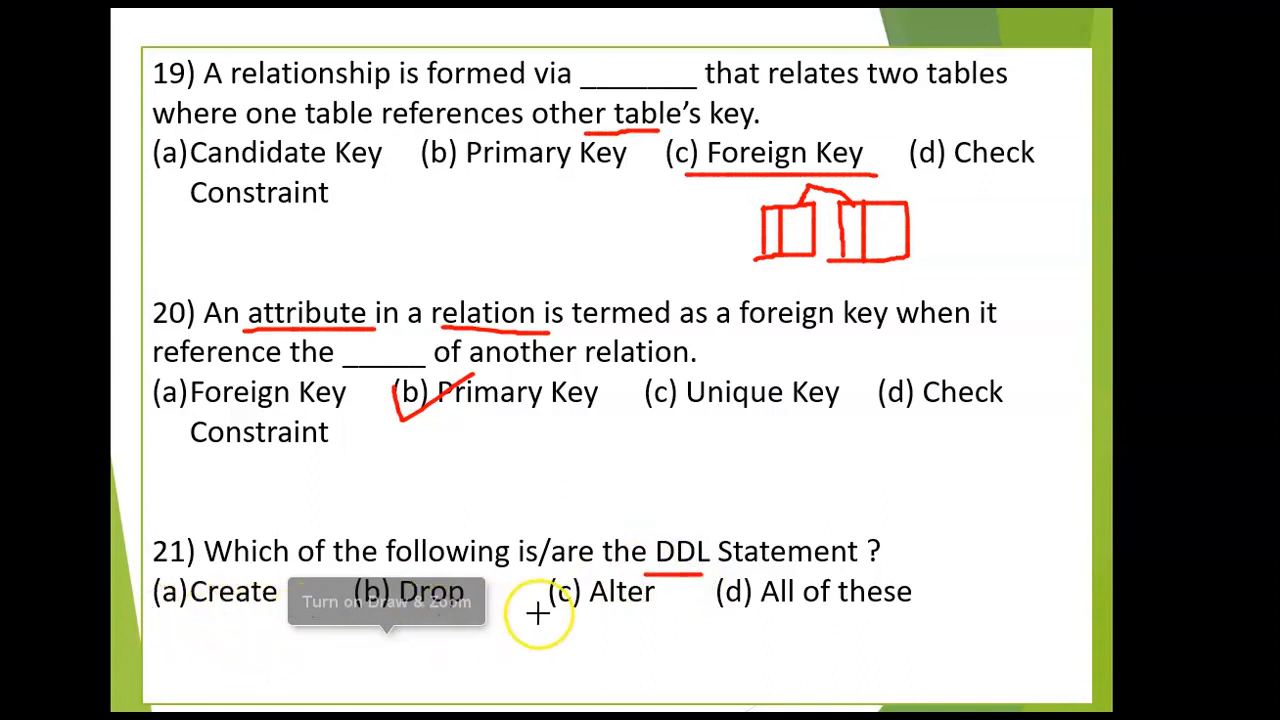 19) A relationship is formed via _______ that relates two tables
where one table references other table's key.
(a)Candidate Key (b) Primary Key (c) Foreign Key (d) Check
Constraint
20) An attribute in a relation is termed as a foreign key when it
reference the _____ of another relation.
(a)Foreign Key (b) Primary Key (c) Unique Key (d) Check
Constraint
21) Which of the following is/are the DDL Statement ?
(a)Create (b) Drop (c) Alter (d) All of these
Turn on Draw & Zoom